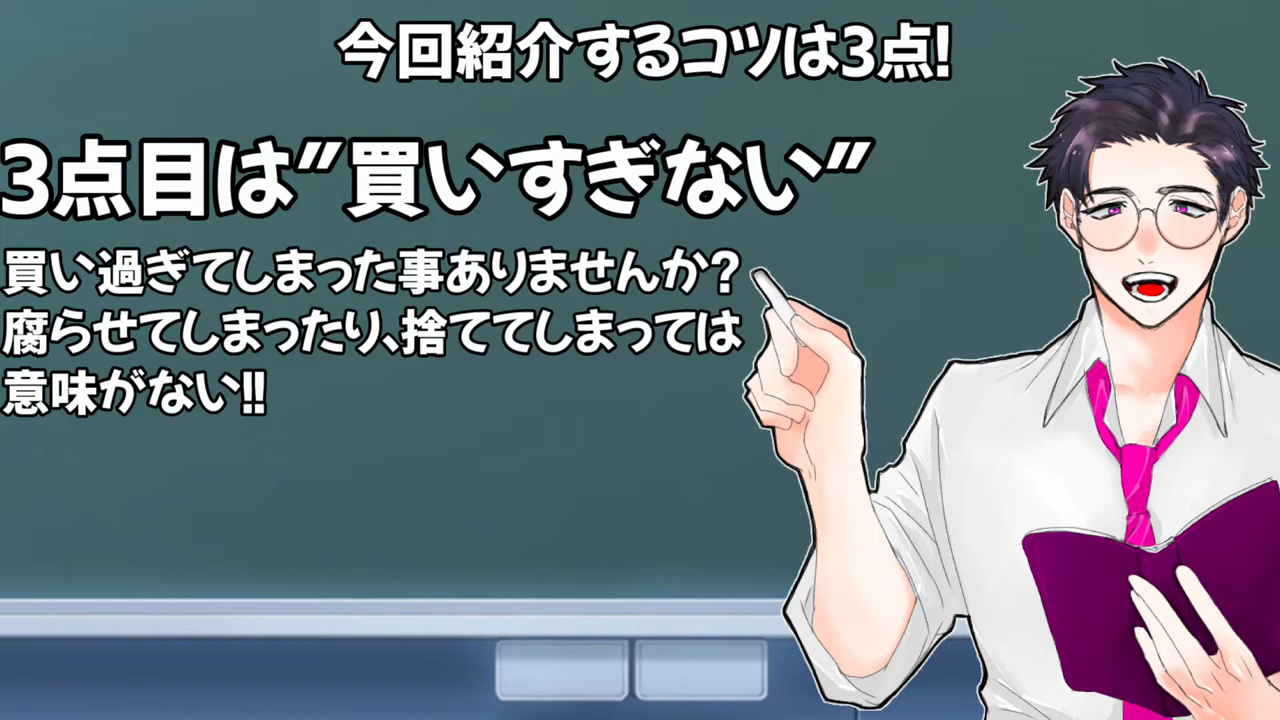 今回紹介するコツは3点!
3点目は"買いすぎない"
買い過ぎてしまった事ありませんか?
腐らせてしまったり、捨ててしまっては
意味がない!!